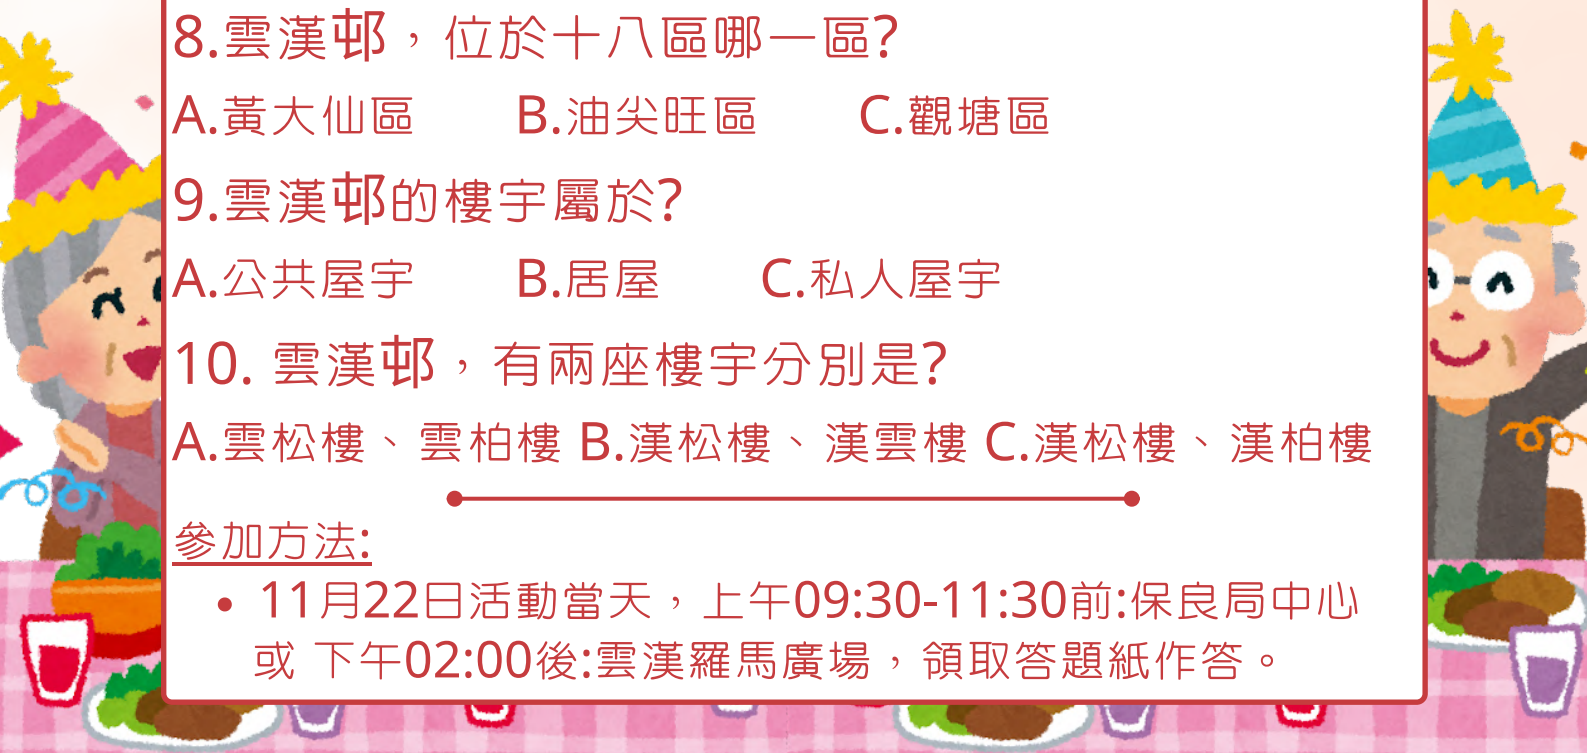 8.雲漢邨，位於十八區哪一區?
A.黃大仙區 B.油尖旺區 C.觀塘區
9.雲漢邨的樓宇屬於?
A.公共屋宇 B.居屋 C.私人屋宇
10. 雲漢邨，有兩座樓宇分別是?
A.雲松樓、雲柏樓 B.漢松樓、漢雲樓 C.漢松樓、漢柏樓
參加方法:
• 11月22日活動當天，上午09:30-11:30前:保良局中心
或 下午02:00後:雲漢羅馬廣場，領取答題紙作答。